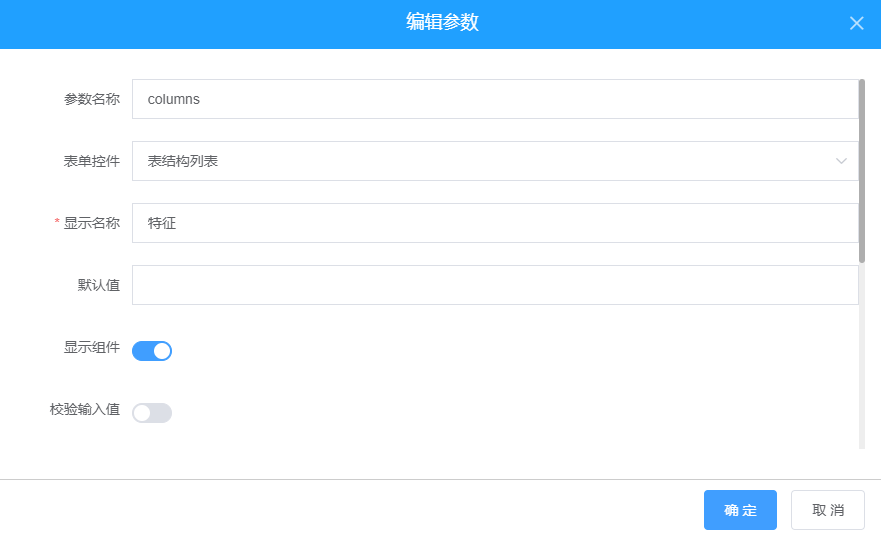 编辑参数
参数名称 columns
表单控件 表结构列表
* 显示名称 特征
默认值
显示组件
校验输入值
确 定 取 消